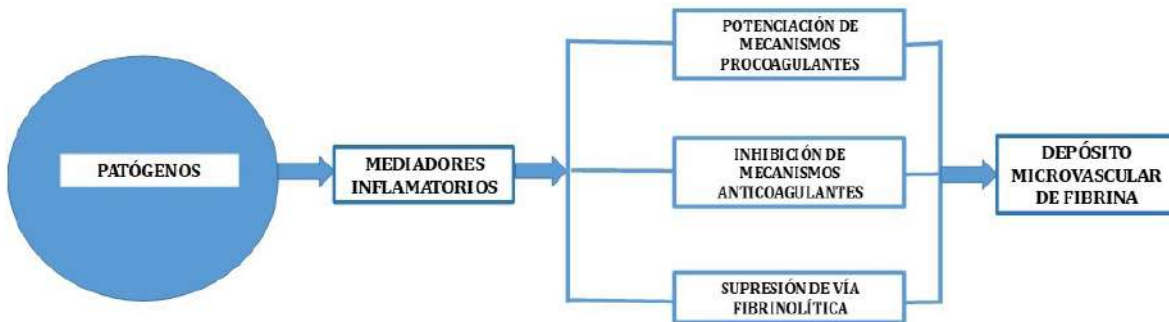 PATÓGENOS
MEDIADORES
INFLAMATORIOS
POTENCIACIÓN DE
MECANISMOS
PROCOAGULANTES
INHIBICIÓN DE
MECANISMOS
ANTICOAGULANTES
SUPRESIÓN DE VÍA
FIBRINOLÍTICA
DEPÓSITO
MICROVASCULAR
DE FIBRINA